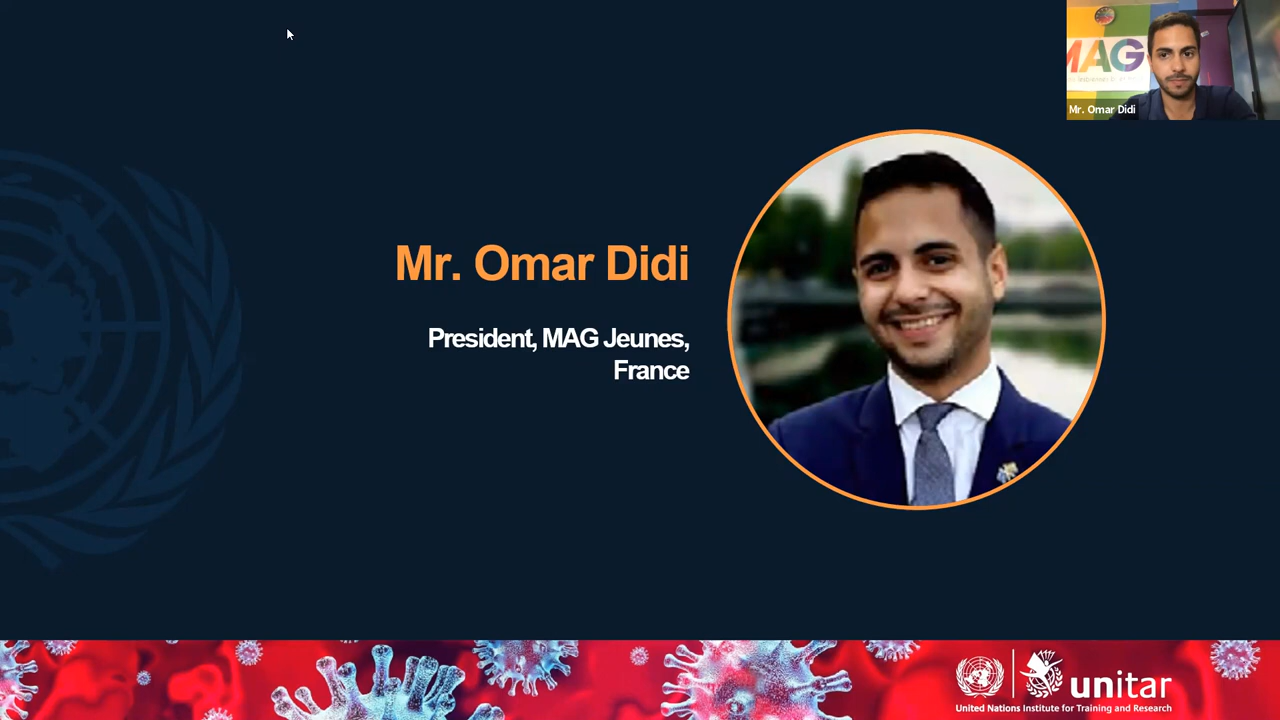 MAG
Mr. Omar Didi
Mr. Omar Didi
President, MAG Jeunes,
France
unitar
United Nations Institute for Training and Research